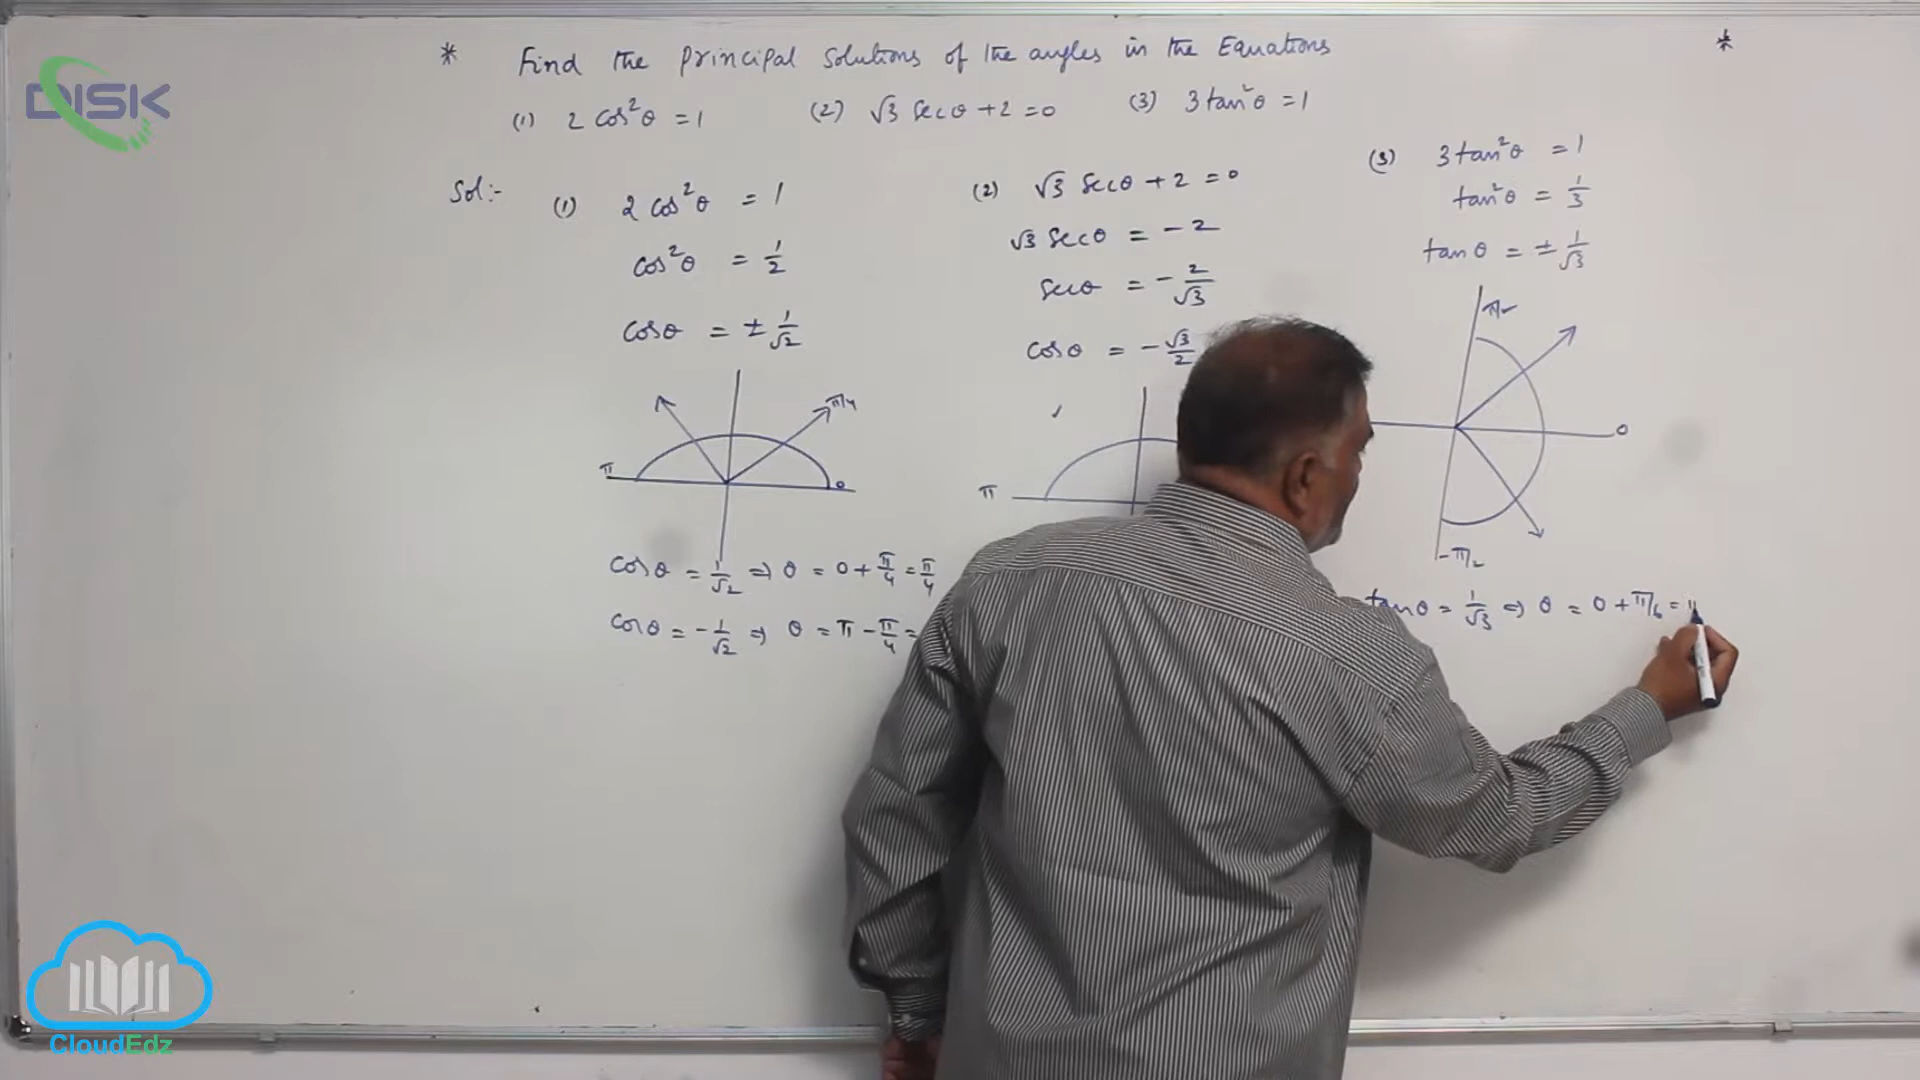 DISK
* Find the principal solutions of the angles in the Equations *
(1) 2 cos²θ = 1 (2) √3 secθ + 2 = 0 (3) 3 tan²θ = 1
Sol:-
(1) 2 cos²θ = 1
cos²θ = 1/2
cosθ = ± 1/√2
π/4
π
0
cosθ = 1/√2 ⇒ θ = 0 + π/4 = π/4
cosθ = - 1/√2 ⇒ θ = π - π/4 =
(2) √3 secθ + 2 = 0
√3 secθ = - 2
secθ = - 2/√3
cosθ = - √3/2
π
(3) 3 tan²θ = 1
tan²θ = 1/3
tanθ = ± 1/√3
0
-π/2
tanθ = 1/√3 ⇒ θ = 0 + π/6 =
CloudEdz